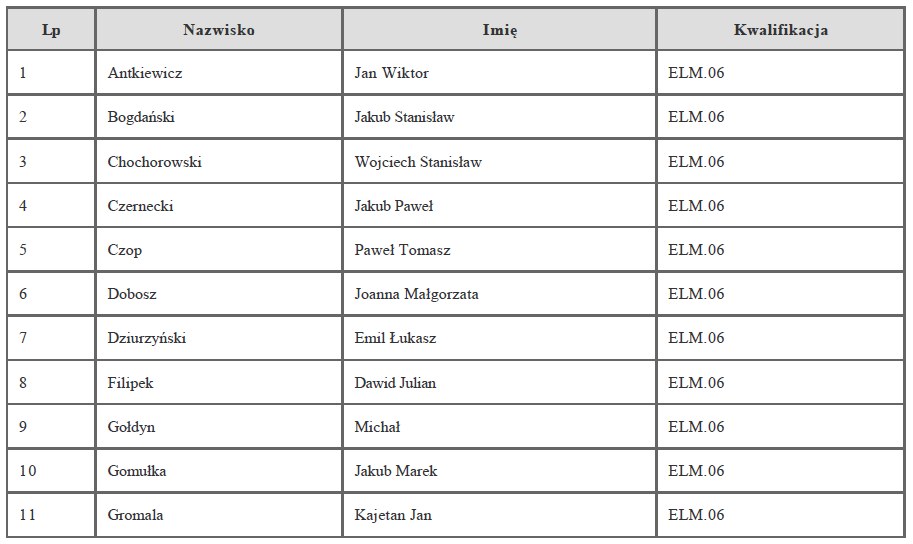 Lp Nazwisko Imię Kwalifikacja
1 Antkiewicz Jan Wiktor ELM.06
2 Bogdański Jakub Stanisław ELM.06
3 Chochorowski Wojciech Stanisław ELM.06
4 Czernecki Jakub Paweł ELM.06
5 Czop Paweł Tomasz ELM.06
6 Dobosz Joanna Małgorzata ELM.06
7 Dziurzyński Emil Łukasz ELM.06
8 Filipek Dawid Julian ELM.06
9 Gołdyn Michał ELM.06
10 Gomułka Jakub Marek ELM.06
11 Gromala Kajetan Jan ELM.06